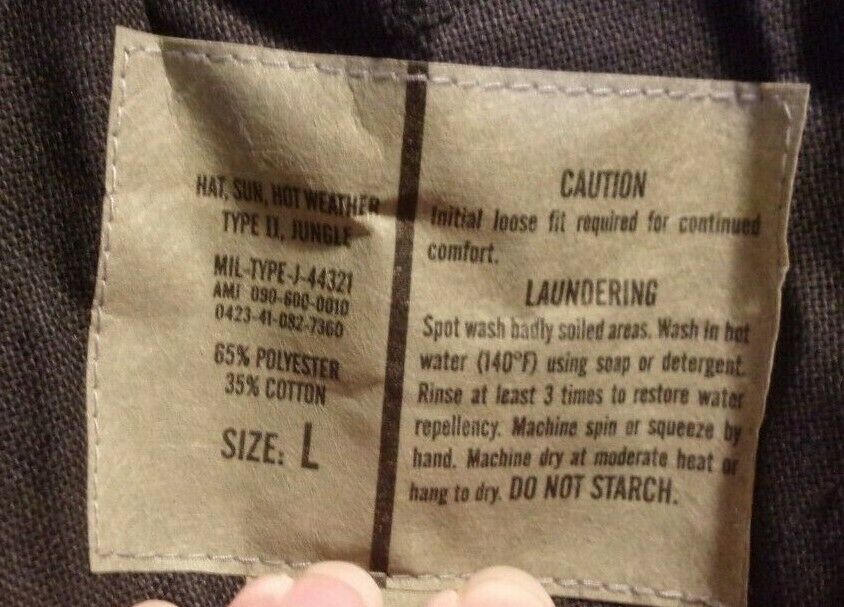 HAT, SUN, HOT WEATHER
TYPE II, JUNGLE
MIL-TYPE-J-44321
AMJ 090-600-0010
0423-41-092-7360
65% POLYESTER
35% COTTON
SIZE: L
CAUTION
Initial loose fit required for continued
comfort.
LAUNDERING
Spot wash badly soiled areas. Wash in hot
water (140°F) using soap or detergent.
Rinse at least 3 times to restore water
repellency. Machine spin or squeeze by
hand. Machine dry at moderate heat or
hang to dry. DO NOT STARCH.